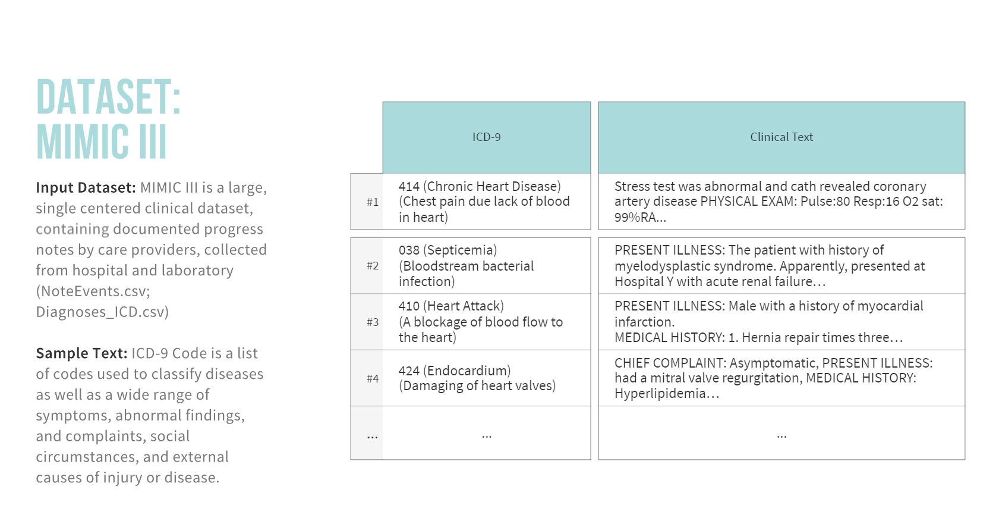 DATASET:
MIMIC III
Input Dataset: MIMIC III is a large,
single centered clinical dataset,
containing documented progress
notes by care providers, collected
from hospital and laboratory
(NoteEvents.csv;
Diagnoses_ICD.csv)
Sample Text: ICD-9 Code is a list
of codes used to classify diseases
as well as a wide range of
symptoms, abnormal findings,
and complaints, social
circumstances, and external
causes of injury or disease.
ICD-9
Clinical Text
#1
414 (Chronic Heart Disease)
(Chest pain due lack of blood
in heart)
Stress test was abnormal and cath revealed coronary
artery disease PHYSICAL EXAM: Pulse:80 Resp:16 O2 sat:
99%RA...
#2
038 (Septicemia)
(Bloodstream bacterial
infection)
PRESENT ILLNESS: The patient with history of
myelodysplastic syndrome. Apparently, presented at
Hospital Y with acute renal failure…
#3
410 (Heart Attack)
(A blockage of blood flow to
the heart)
PRESENT ILLNESS: Male with a history of myocardial
infarction.
MEDICAL HISTORY: 1. Hernia repair times three…
#4
424 (Endocardium)
(Damaging of heart valves)
CHIEF COMPLAINT: Asymptomatic, PRESENT ILLNESS:
had a mitral valve regurgitation, MEDICAL HISTORY:
Hyperlipidemia…
...
...
...